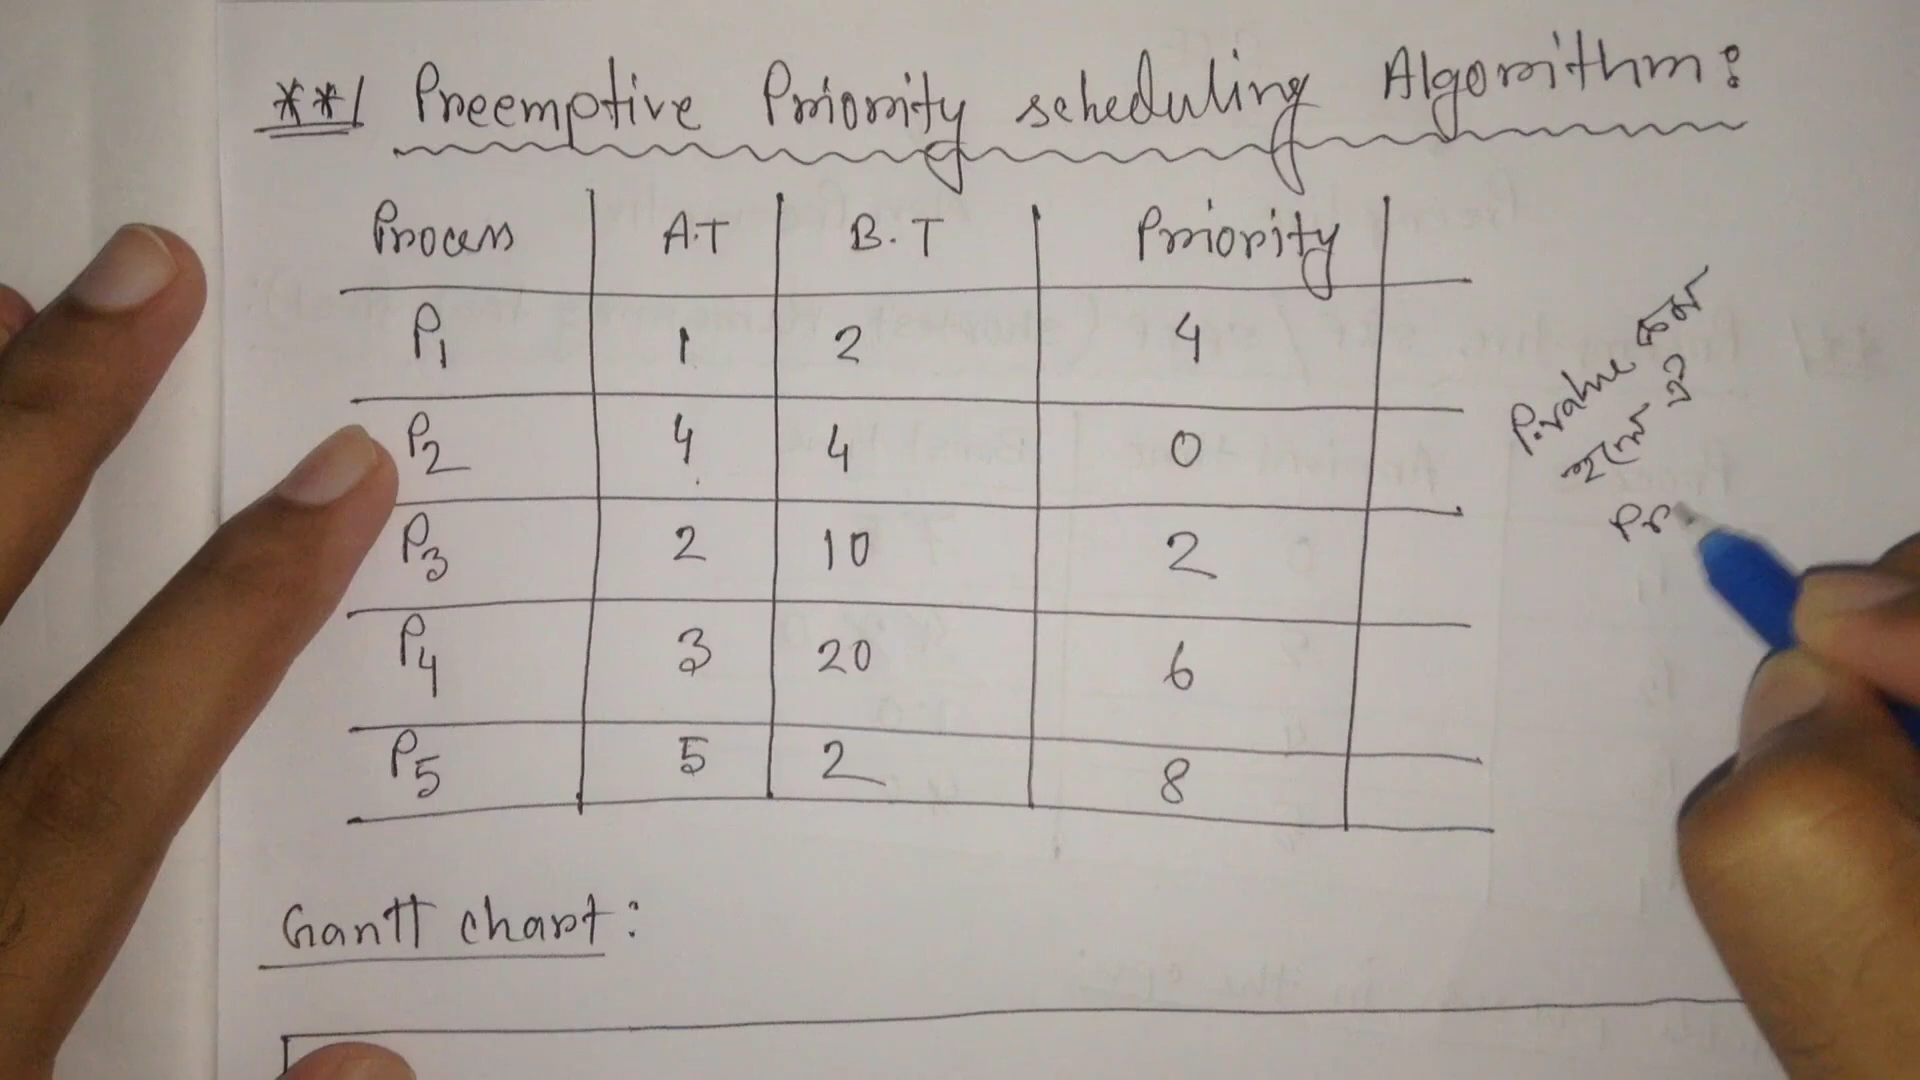 **/ Preemptive Priority scheduling Algorithm:
Process A.T B.T Priority
P1 1 2 4
P2 4 4 0
P3 2 10 2
P4 3 20 6
P5 5 2 8
P.value কম
হলে তত
Pr
Gantt chart: